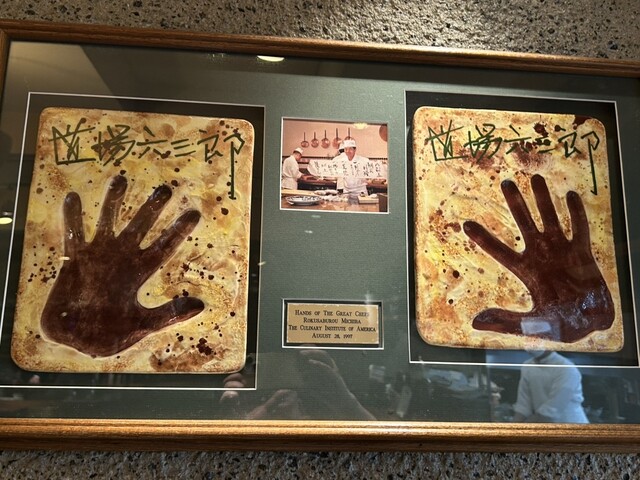 道場六三郎
道場六三郎
HANDS OF THE GREAT CHEFS
ROKUSABUROU MICHIBA
THE CULINARY INSTITUTE OF AMERICA
AUGUST 28, 1997